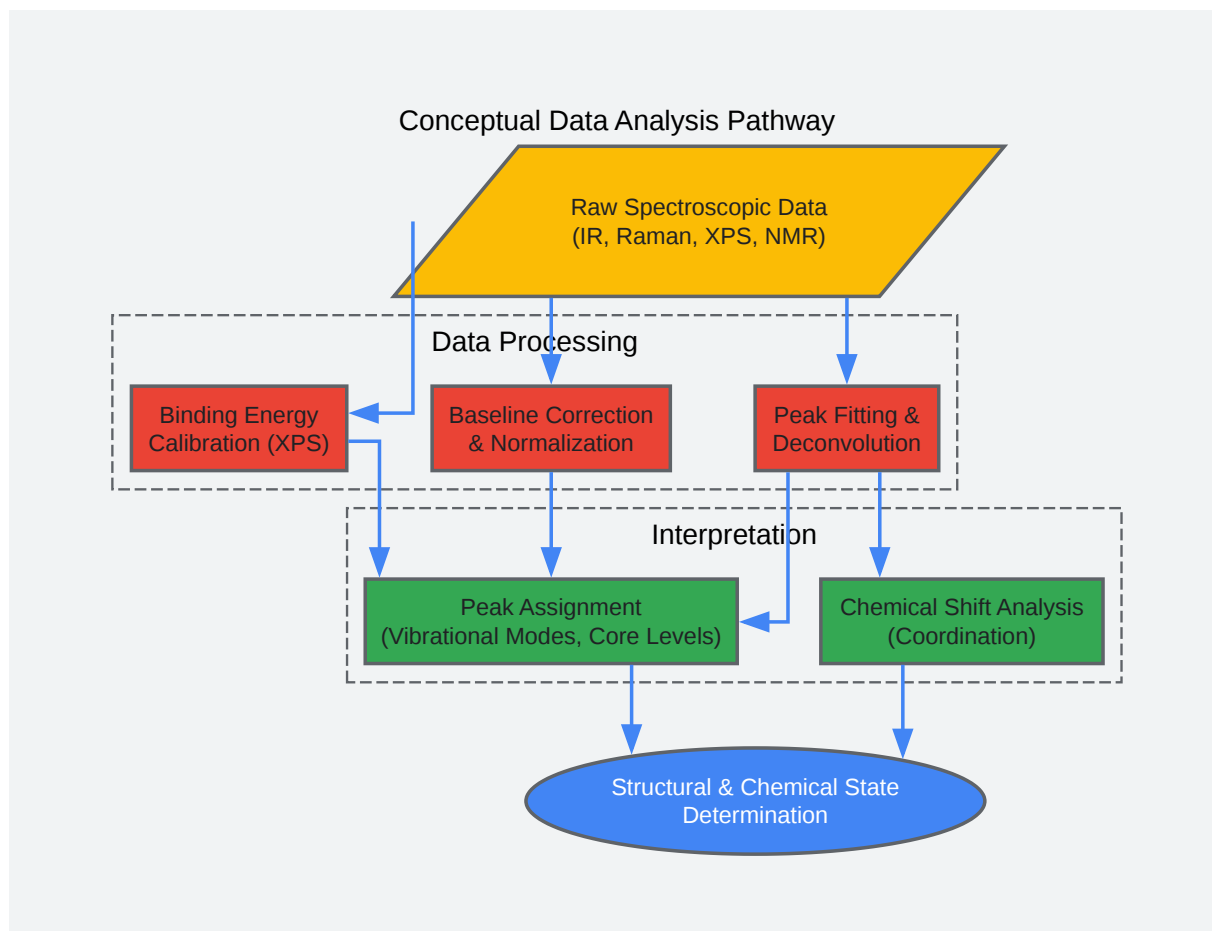 Conceptual Data Analysis Pathway
Raw Spectroscopic Data
(IR, Raman, XPS, NMR)
Data Processing
Binding Energy
Calibration (XPS)
Baseline Correction
& Normalization
Peak Fitting &
Deconvolution
Interpretation
Peak Assignment
(Vibrational Modes, Core Levels)
Chemical Shift Analysis
(Coordination)
Structural & Chemical State
Determination